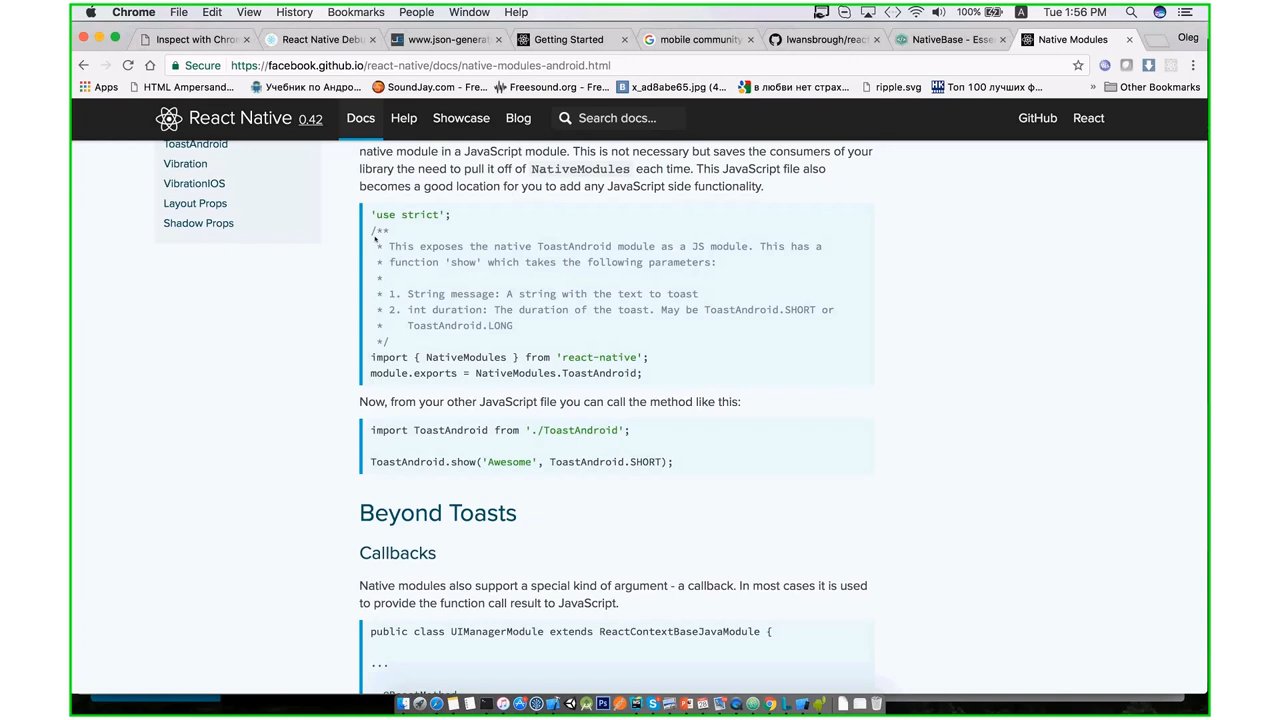 Chrome File Edit View History Bookmarks People Window Help 100% A Tue 1:56 PM
Inspect with Chro × React Native Deb × www.json-generat × Getting Started × mobile community × lwansbrough/reac × NativeBase - Esse × Native Modules × Oleg
Secure https://facebook.github.io/react-native/docs/native-modules-android.html
Apps HTML Ampersand... Учебник по Андро... SoundJay.com - Fre... Freesound.org - Fre... x_ad8abe65.jpg (4... в любви нет страх... ripple.svg Топ 100 лучших ф... » Other Bookmarks
React Native 0.42 Docs Help Showcase Blog Search docs... GitHub React
ToastAndroid
Vibration
VibrationIOS
Layout Props
Shadow Props
native module in a JavaScript module. This is not necessary but saves the consumers of your
library the need to pull it off of NativeModules each time. This JavaScript file also
becomes a good location for you to add any JavaScript side functionality.
'use strict';
/**
* This exposes the native ToastAndroid module as a JS module. This has a
* function 'show' which takes the following parameters:
*
* 1. String message: A string with the text to toast
* 2. int duration: The duration of the toast. May be ToastAndroid.SHORT or
* ToastAndroid.LONG
*/
import { NativeModules } from 'react-native';
module.exports = NativeModules.ToastAndroid;
Now, from your other JavaScript file you can call the method like this:
import ToastAndroid from './ToastAndroid';
ToastAndroid.show('Awesome', ToastAndroid.SHORT);
Beyond Toasts
Callbacks
Native modules also support a special kind of argument - a callback. In most cases it is used
to provide the function call result to JavaScript.
public class UIManagerModule extends ReactContextBaseJavaModule {
...
@ReactMethod